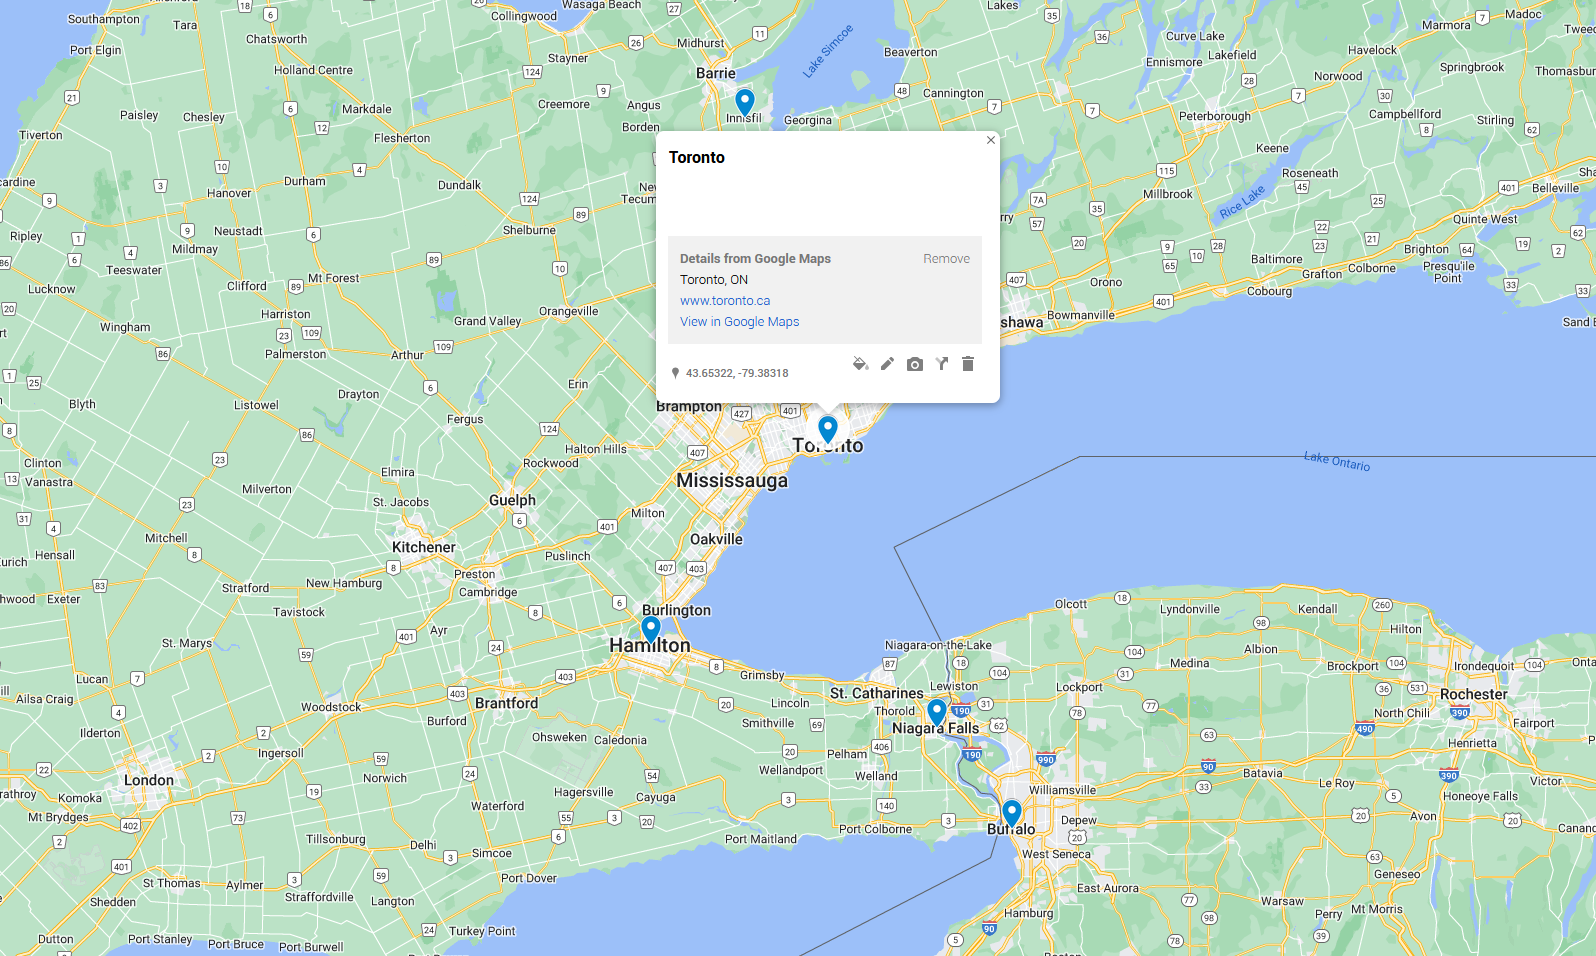 Southampton
Tara
Port Elgin
Chatsworth
Holland Centre
Collingwood
Wasaga Beach
Stayner
Midhurst
Barrie
Lake Simcoe
Beaverton
Lakes
Curve Lake
Lakefield
Ennismore
Havelock
Marmora
Madoc
Norwood
Springbrook
Thomasburg
Campbellford
Stirling
Peterborough
Keene
Cannington
Georgina
Innisfil
Angus
Borden
Creemore
Markdale
Flesherton
Paisley
Chesley
Tiverton
cardine
Durham
Hanover
Dundalk
Neustadt
Mildmay
Ripley
Teeswater
Lucknow
Shelburne
Mt Forest
Clifford
Harriston
Palmerston
Wingham
Grand Valley
Orangeville
Arthur
Millbrook
Roseneath
Rice Lake
Belleville
Quinte West
Brighton
Baltimore
Grafton
Colborne
Presqu'ile
Point
Cobourg
Orono
Bowmanville
shawa
Toronto
Details from Google Maps
Remove
Toronto, ON
www.toronto.ca
View in Google Maps
43.65322, -79.38318
Erin
Drayton
Listowel
Blyth
Fergus
Brampton
Toronto
Mississauga
Halton Hills
Rockwood
Elmira
Milverton
Clinton
Vanastra
St. Jacobs
Guelph
Milton
Mitchell
Kitchener
Oakville
Puslinch
Hensall
Preston
Cambridge
New Hamburg
Stratford
Exeter
Tavistock
Burlington
Hamilton
Ayr
St. Marys
Lake Ontario
Olcott
Lyndonville
Kendall
Hilton
Albion
Medina
Brockport
Irondequoit
Rochester
North Chili
Fairport
Henrietta
Victor
Honeoye Falls
Le Roy
Batavia
Avon
Geneseo
Mt Morris
Perry
Warsaw
Lockport
Lewiston
Niagara-on-the-Lake
St. Catharines
Thorold
Niagara Falls
Grimsby
Lincoln
Smithville
Pelham
Wellandport
Welland
Port Colborne
Port Maitland
Williamsville
Buffalo
Depew
West Seneca
East Aurora
Hamburg
Lucan
Ailsa Craig
Woodstock
Brantford
Burford
Ilderton
Ingersoll
Ohsweken
Caledonia
London
Komoka
Mt Brydges
Norwich
Hagersville
Cayuga
Waterford
Tillsonburg
Delhi
Simcoe
St Thomas
Aylmer
Straffordville
Langton
Port Dover
Shedden
Dutton
Port Stanley
Port Bruce
Port Burwell
Turkey Point